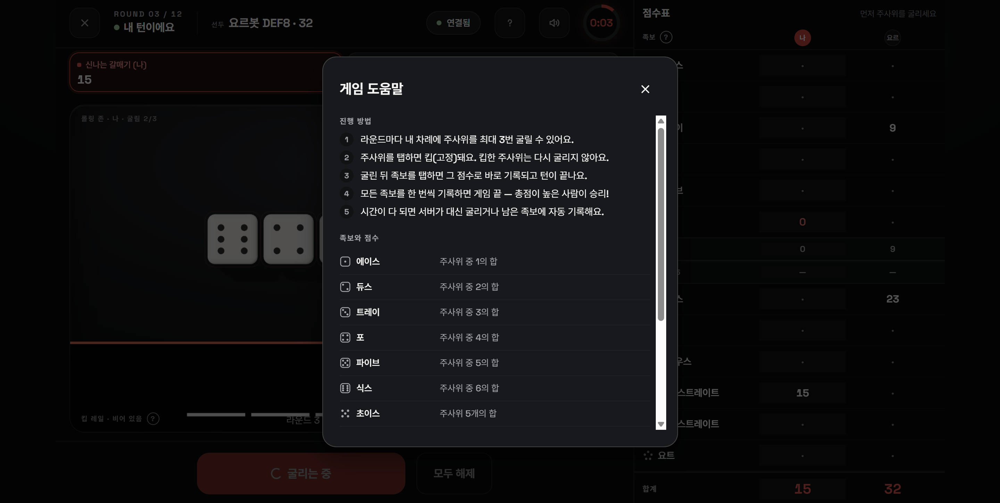 ROUND 03 / 12
내 턴이에요
선두 요르봇 DEF8 · 32
연결됨
?
0:03
신나는 갈매기 (나)
15
롤링 존 · 나 · 굴림 2/3
킵 레일 · 비어 있음 ?
라운드 3
굴리는 중
모두 해제
게임 도움말
진행 방법
1 라운드마다 내 차례에 주사위를 최대 3번 굴릴 수 있어요.
2 주사위를 탭하면 킵(고정)돼요. 킵한 주사위는 다시 굴리지 않아요.
3 굴린 뒤 족보를 탭하면 그 점수로 바로 기록되고 턴이 끝나요.
4 모든 족보를 한 번씩 기록하면 게임 끝 — 총점이 높은 사람이 승리!
5 시간이 다 되면 서버가 대신 굴리거나 남은 족보에 자동 기록해요.
족보와 점수
에이스 주사위 중 1의 합
듀스 주사위 중 2의 합
트레이 주사위 중 3의 합
포 주사위 중 4의 합
파이브 주사위 중 5의 합
식스 주사위 중 6의 합
초이스 주사위 5개의 합
점수표 먼저 주사위를 굴리세요
족보 ? 나 요르
스 · ·
· ·
이 · 9
· ·
브 · ·
0 ·
0 9
— —
스 · 23
· ·
우스 · ·
스트레이트 15 ·
스트레이트 · ·
요트 · ·
합계 15 32